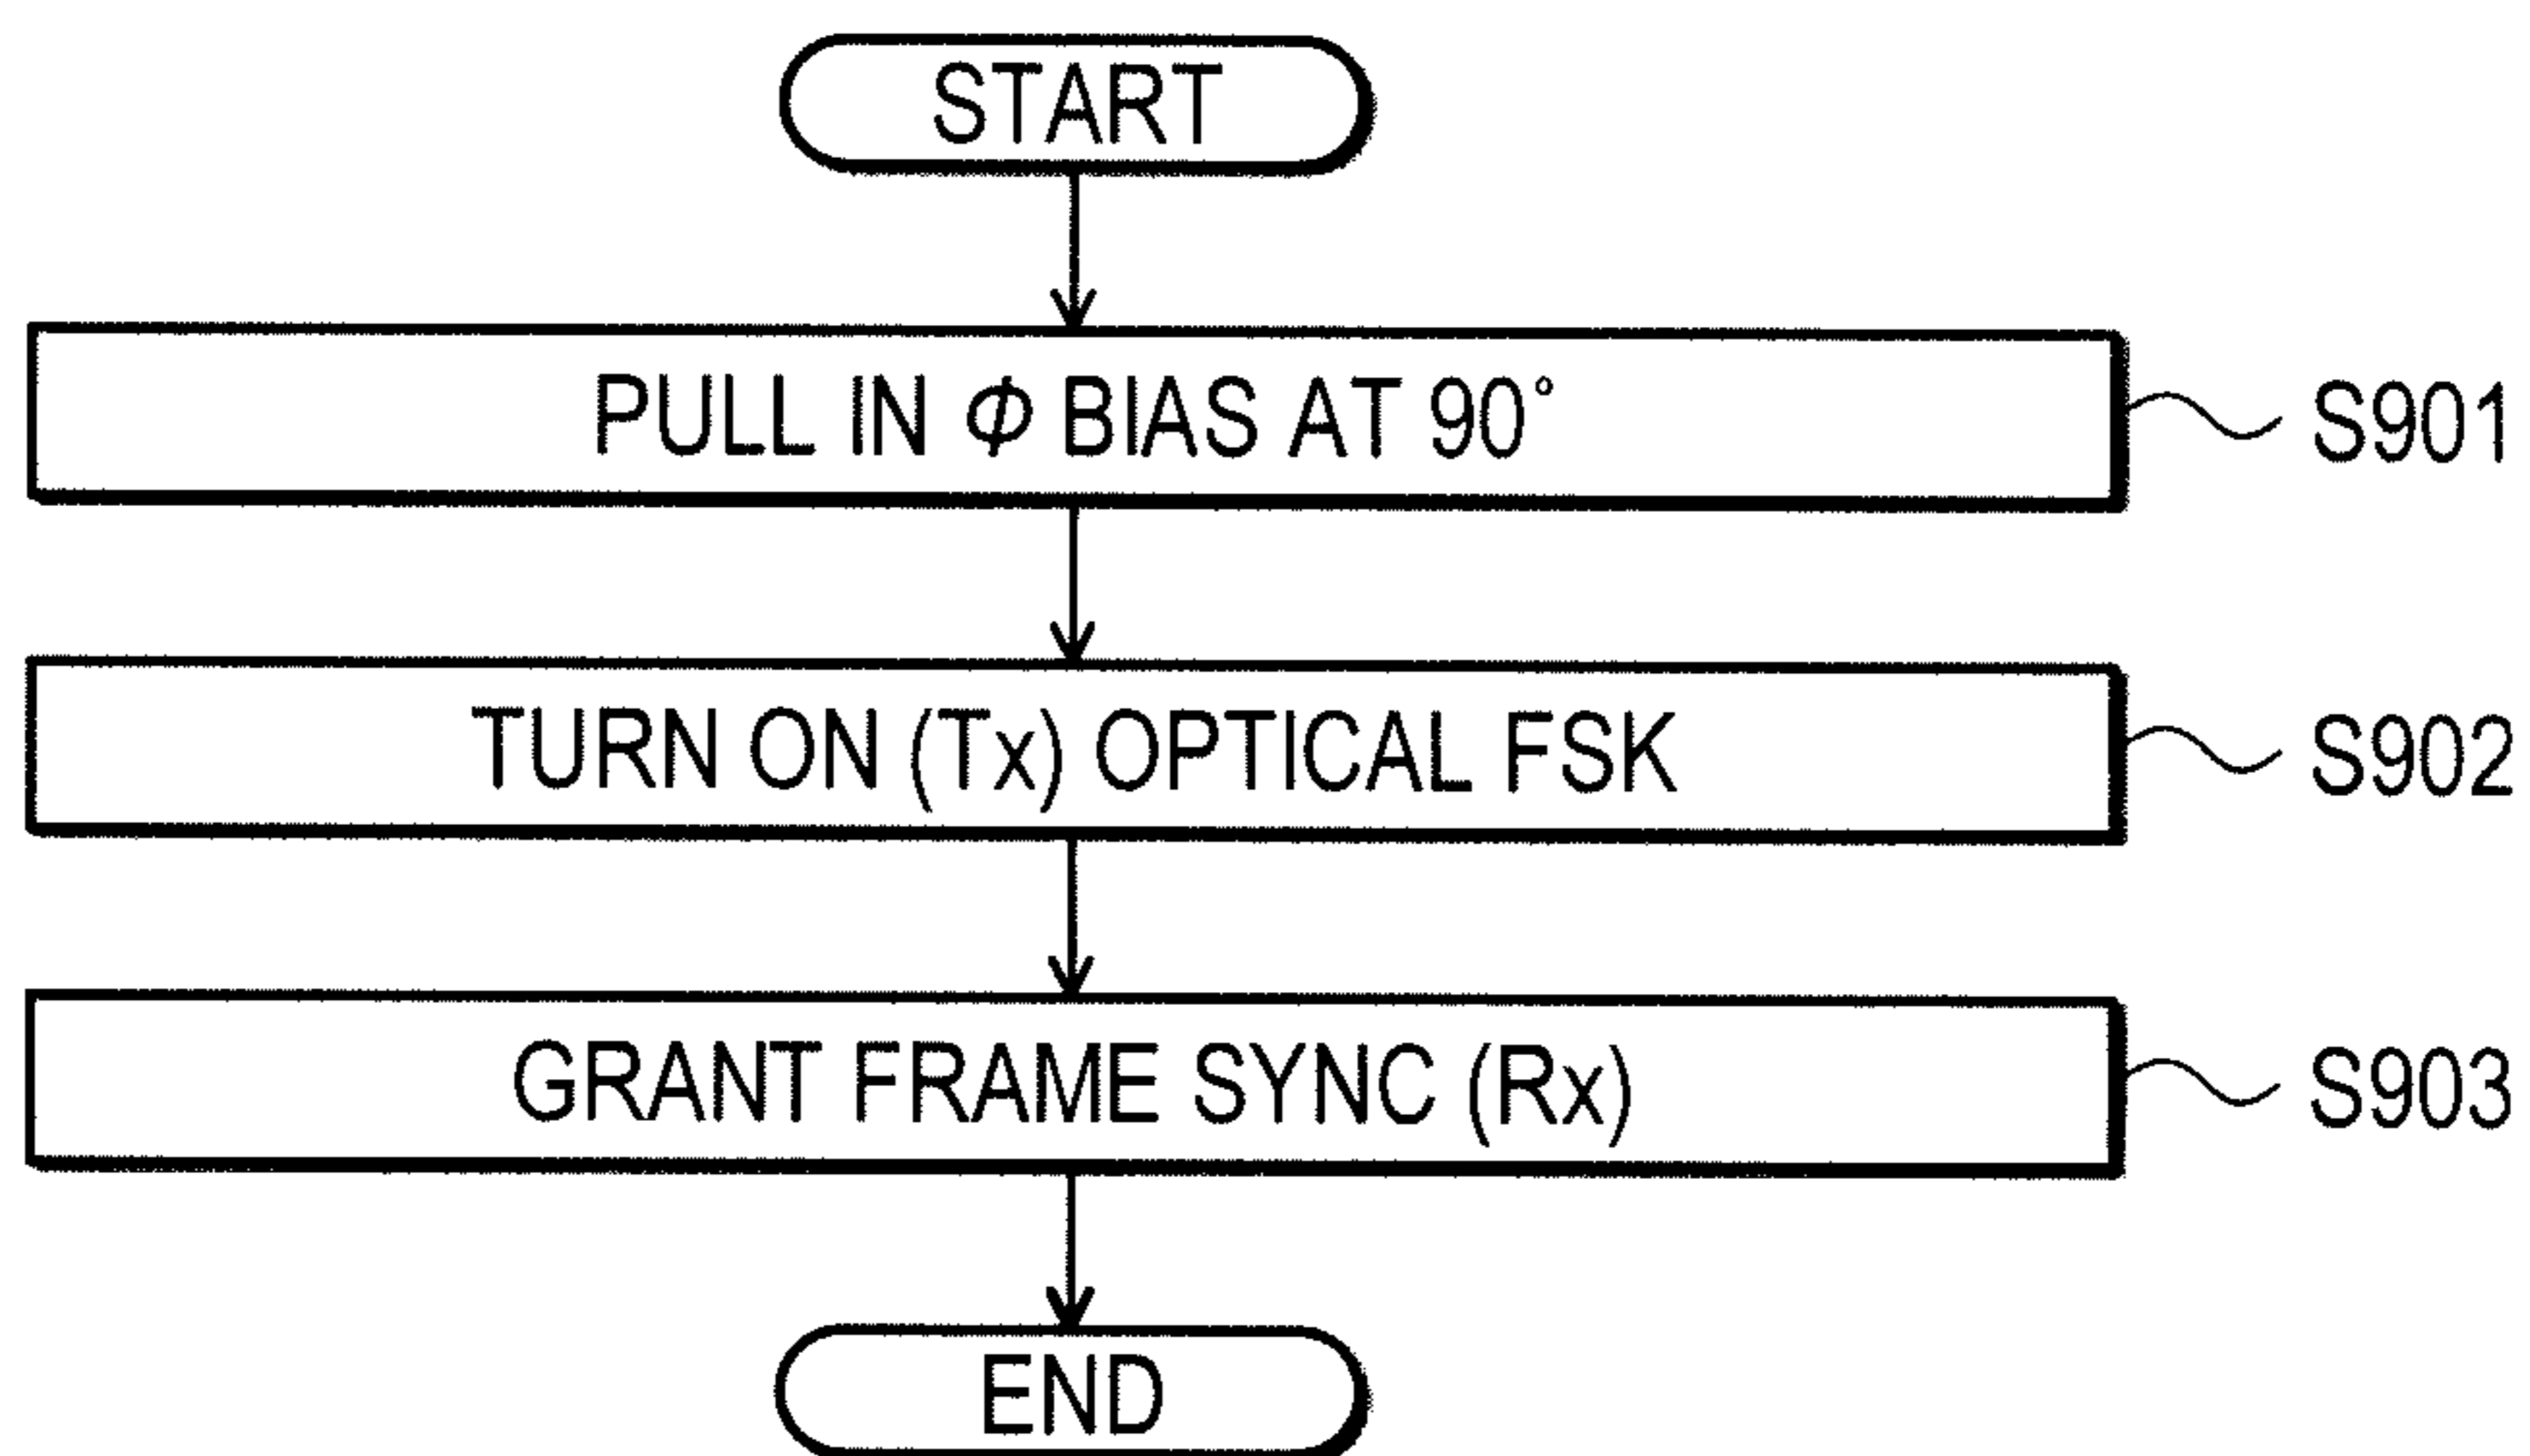 START
PULL IN Φ BIAS AT 90° S901
TURN ON (Tx) OPTICAL FSK S902
GRANT FRAME SYNC (Rx) S903
END